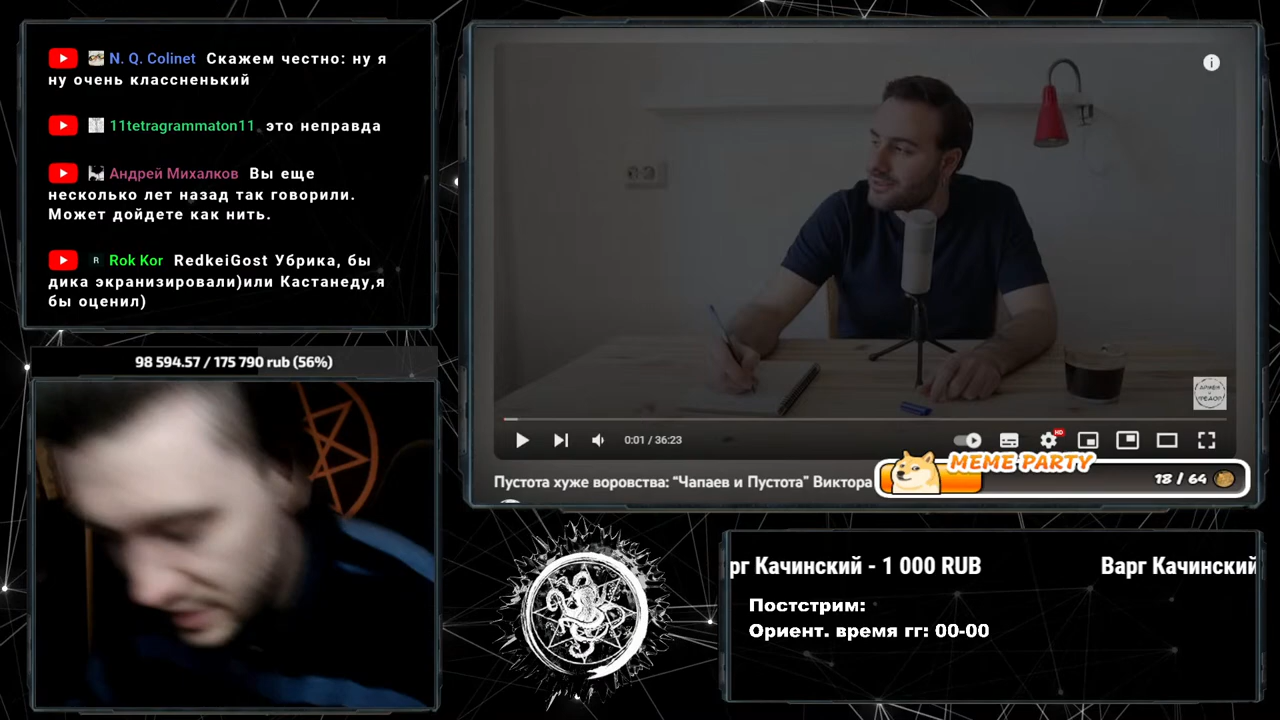 N. Q. Colinet Скажем честно: ну я
ну очень классненький
11tetragrammaton11 это неправда
Андрей Михалков Вы еще
несколько лет назад так говорили.
Может дойдете как нить.
R Rok Kor RedkeiGost Убрика, бы
дика экранизировали)или Кастанеду,я
бы оценил)
98 594.57 / 175 790 rub (56%)
АРМЕН
И
ФЕДОР
0:01 / 36:23
HD
Пустота хуже воровства: “Чапаев и Пустота” Виктора
MEME PARTY
18 / 64
рг Качинский - 1 000 RUB Варг Качинский
Постстрим:
Ориент. время гг: 00-00